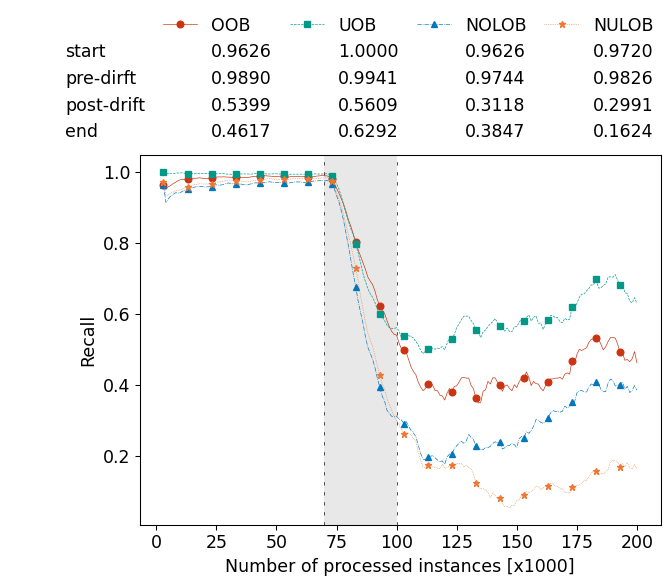 OOB UOB NOLOB NULOB
start 0.9626 1.0000 0.9626 0.9720
pre-dirft 0.9890 0.9941 0.9744 0.9826
post-drift 0.5399 0.5609 0.3118 0.2991
end 0.4617 0.6292 0.3847 0.1624
1.0
0.8
0.6
0.4
0.2
Recall
0 25 50 75 100 125 150 175 200
Number of processed instances [x1000]